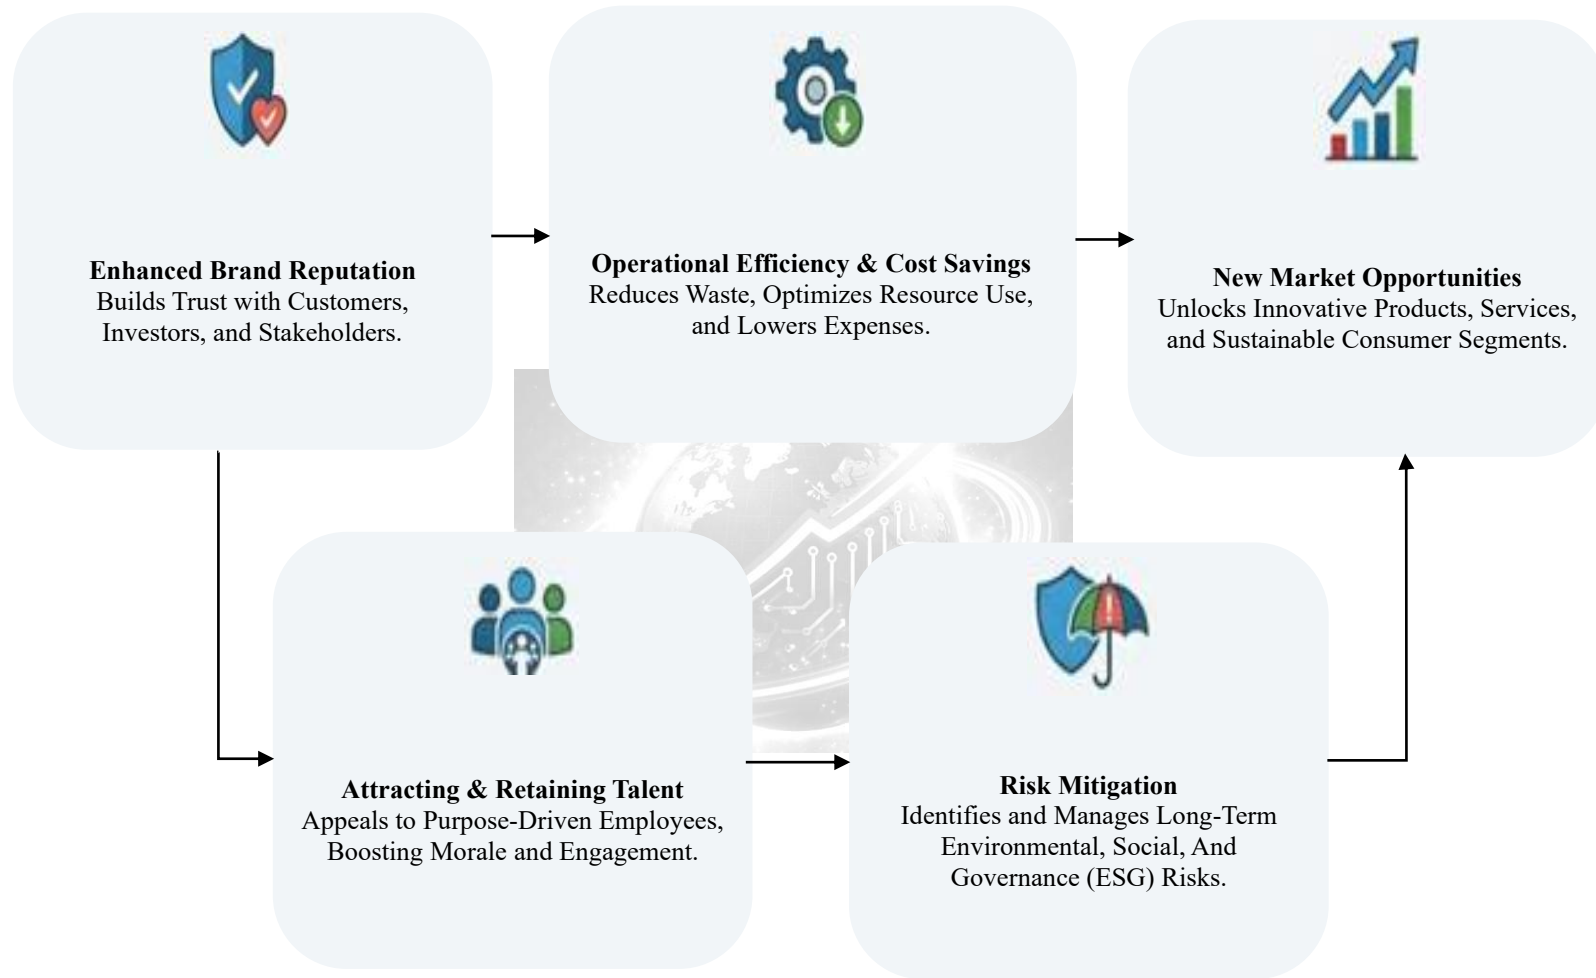 Enhanced Brand Reputation
Builds Trust with Customers,
Investors, and Stakeholders.
Operational Efficiency & Cost Savings
Reduces Waste, Optimizes Resource Use,
and Lowers Expenses.
New Market Opportunities
Unlocks Innovative Products, Services,
and Sustainable Consumer Segments.
Attracting & Retaining Talent
Appeals to Purpose-Driven Employees,
Boosting Morale and Engagement.
Risk Mitigation
Identifies and Manages Long-Term
Environmental, Social, And
Governance (ESG) Risks.